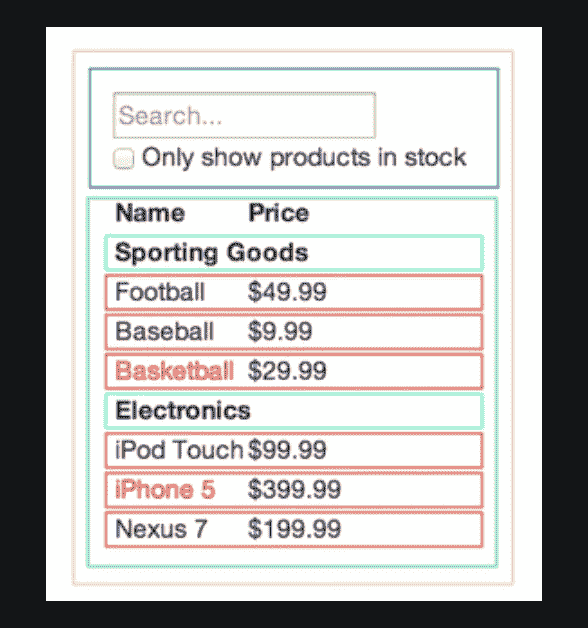 Search...
Only show products in stock
Name Price
Sporting Goods
Football $49.99
Baseball $9.99
Basketball $29.99
Electronics
iPod Touch $99.99
iPhone 5 $399.99
Nexus 7 $199.99